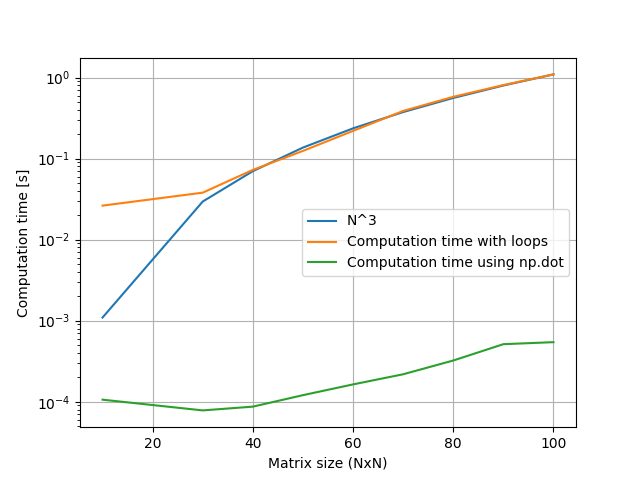 10^0
10^-1
10^-2
10^-3
10^-4
Computation time [s]
N^3
Computation time with loops
Computation time using np.dot
20 40 60 80 100
Matrix size (NxN)